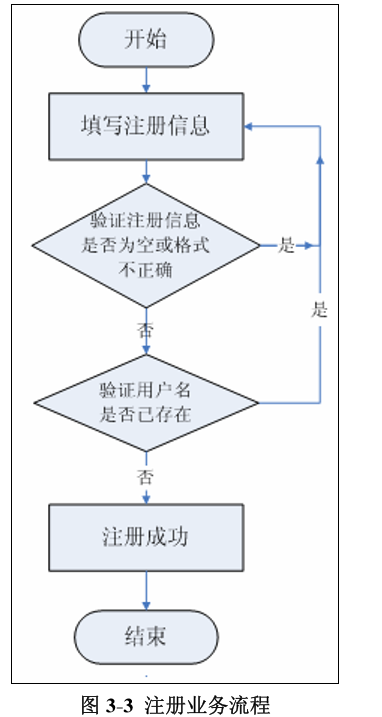 开始
填写注册信息
验证注册信息
是否为空或格式
不正确
是
是
否
验证用户名
是否已存在
否
注册成功
结束
图 3-3 注册业务流程